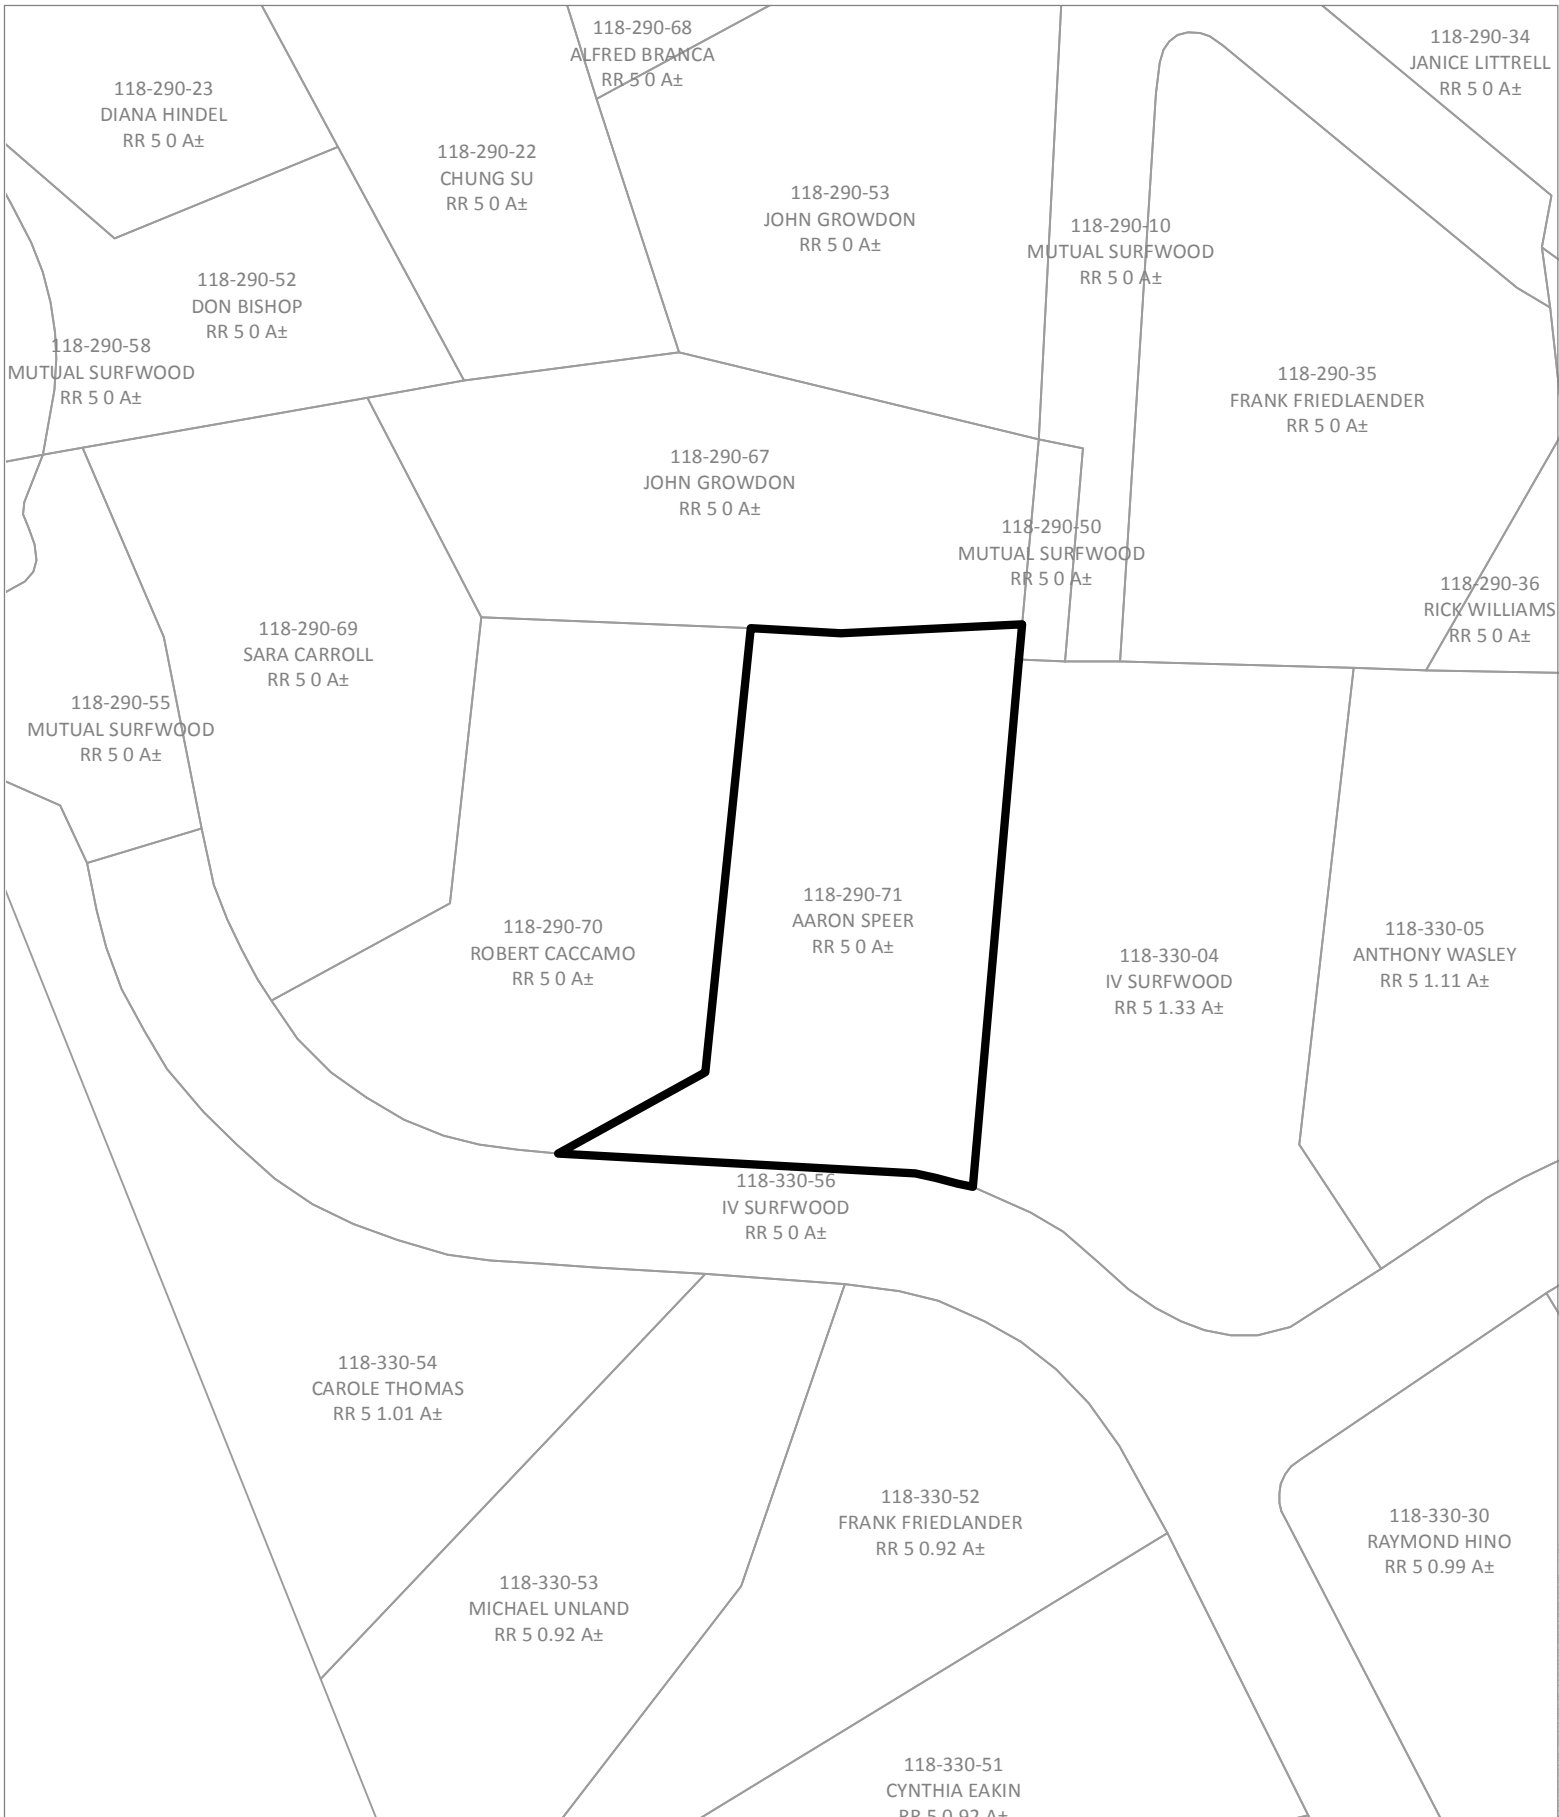 118-290-68
ALFRED BRANCA
RR 5 0 A±
118-290-34
JANICE LITTRELL
RR 5 0 A±
118-290-23
DIANA HINDEL
RR 5 0 A±
118-290-22
CHUNG SU
RR 5 0 A±
118-290-53
JOHN GROWDON
RR 5 0 A±
118-290-10
MUTUAL SURFWOOD
RR 5 0 A±
118-290-52
DON BISHOP
RR 5 0 A±
118-290-58
MUTUAL SURFWOOD
RR 5 0 A±
118-290-35
FRANK FRIEDLAENDER
RR 5 0 A±
118-290-67
JOHN GROWDON
RR 5 0 A±
118-290-50
MUTUAL SURFWOOD
RR 5 0 A±
118-290-36
RICK WILLIAMS
RR 5 0 A±
118-290-69
SARA CARROLL
RR 5 0 A±
118-290-55
MUTUAL SURFWOOD
RR 5 0 A±
118-290-71
AARON SPEER
RR 5 0 A±
118-290-70
ROBERT CACCAMO
RR 5 0 A±
118-330-04
IV SURFWOOD
RR 5 1.33 A±
118-330-05
ANTHONY WASLEY
RR 5 1.11 A±
118-330-56
IV SURFWOOD
RR 5 0 A±
118-330-54
CAROLE THOMAS
RR 5 1.01 A±
118-330-52
FRANK FRIEDLANDER
RR 5 0.92 A±
118-330-30
RAYMOND HINO
RR 5 0.99 A±
118-330-53
MICHAEL UNLAND
RR 5 0.92 A±
118-330-51
CYNTHIA EAKIN
RR 5 0.92 A±